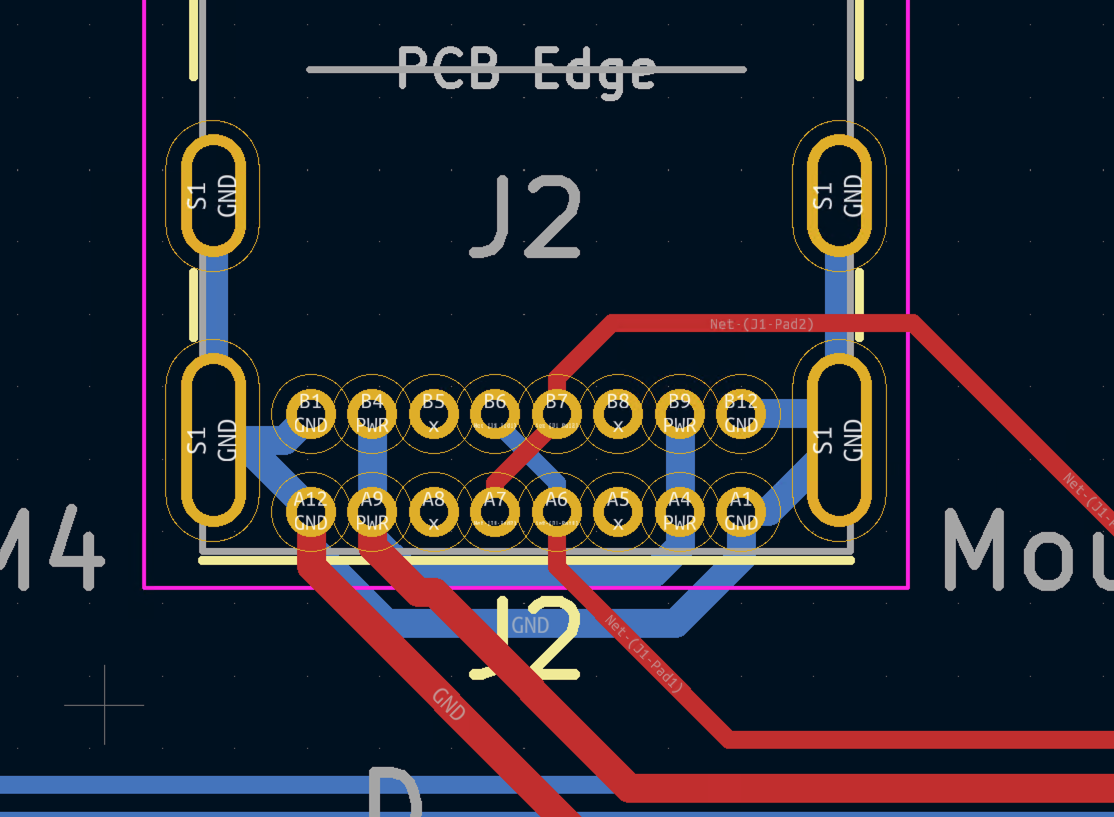 PCB Edge
S1
GND
J2
S1
GND
Net-(J1-Pad2)
B1
GND
B4
PWR
B5
x
B6
B7
B8
x
B9
PWR
B12
GND
S1
GND
S1
GND
Net-(J1-
A12
GND
A9
PWR
A8
x
A7
A6
A5
x
A4
PWR
A1
GND
M4
Mou
J2
GND
Net-(J1-Pad1)
GND
D